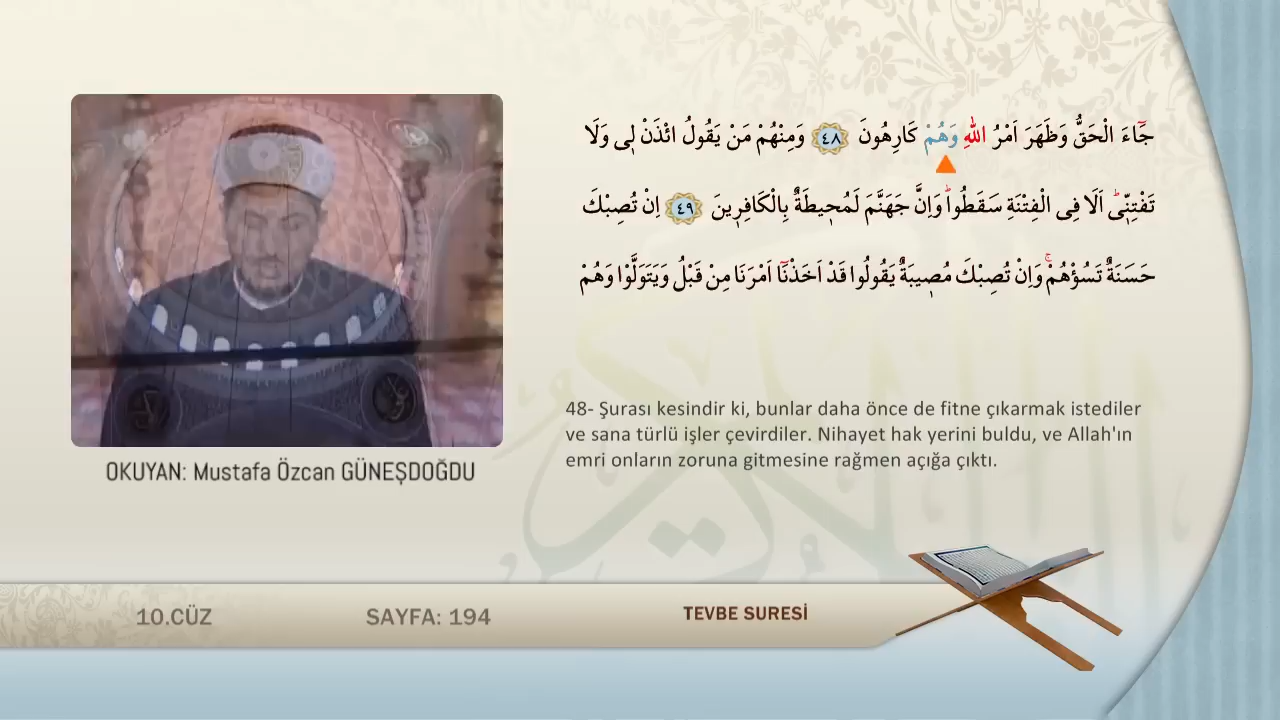 جَٓاءَ الْحَقُّ وَظَهَرَ اَمْرُ اللّٰهِ وَهُمْ كَارِهُونَ ﴿٤٨﴾ وَمِنْهُمْ مَنْ يَقُولُ ائْذَنْ ل۪ى وَلَا
تَفْتِنّ۪ىۜ اَلَا فِى الْفِتْنَةِ سَقَطُواۜ وَاِنَّ جَهَنَّمَ لَمُح۪يطَةٌ بِالْكَافِر۪ينَ ﴿٤٩﴾ اِنْ تُصِبْكَ
حَسَنَةٌ تَسُؤْهُمْۚ وَاِنْ تُصِبْكَ مُص۪يبَةٌ يَقُولُوا قَدْ اَخَذْنَٓا اَمْرَنَا مِنْ قَبْلُ وَيَتَوَلَّوْا وَهُمْ
48- Şurası kesindir ki, bunlar daha önce de fitne çıkarmak istediler
ve sana türlü işler çevirdiler. Nihayet hak yerini buldu, ve Allah'ın
emri onların zoruna gitmesine rağmen açığa çıktı.
OKUYAN: Mustafa Özcan GÜNEŞDOĞDU
10.CÜZ
SAYFA: 194
TEVBE SURESİ